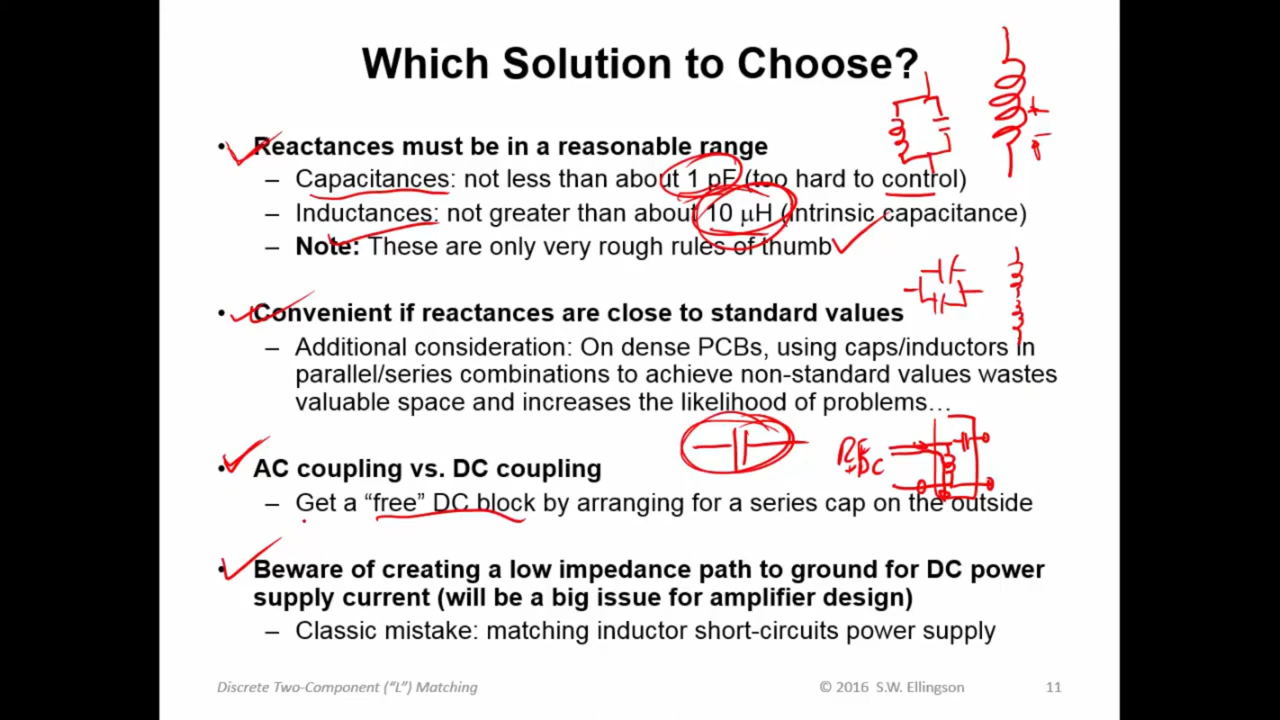 Which Solution to Choose?
• Reactances must be in a reasonable range
– Capacitances: not less than about 1 pF (too hard to control)
– Inductances: not greater than about 10 μH (intrinsic capacitance)
– Note: These are only very rough rules of thumb
• Convenient if reactances are close to standard values
– Additional consideration: On dense PCBs, using caps/inductors in
parallel/series combinations to achieve non-standard values wastes
valuable space and increases the likelihood of problems…
RF
+DC
• AC coupling vs. DC coupling
– Get a “free” DC block by arranging for a series cap on the outside
• Beware of creating a low impedance path to ground for DC power
supply current (will be a big issue for amplifier design)
– Classic mistake: matching inductor short-circuits power supply
Discrete Two-Component (“L”) Matching
© 2016 S.W. Ellingson
11